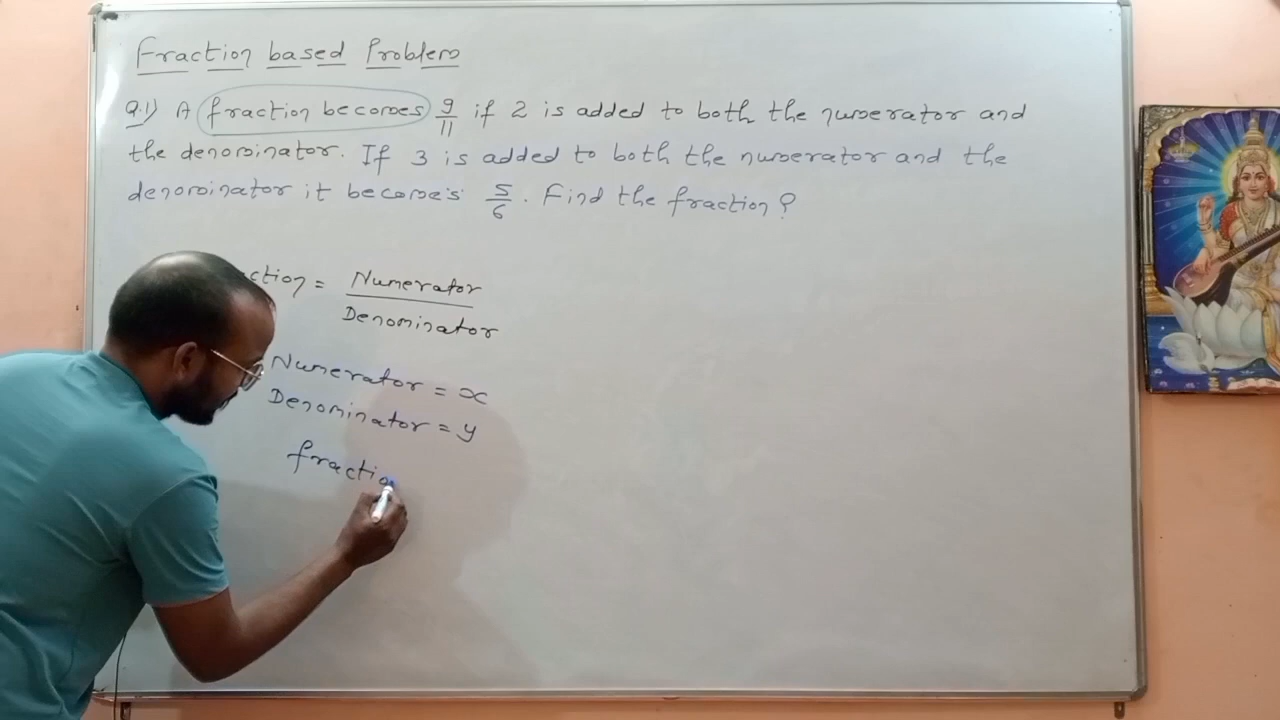 Fraction based Problem
Q.1) A fraction becomes 9/11 if 2 is added to both the numerator and
the denominator. If 3 is added to both the numerator and the
denominator it becomes 5/6. Find the fraction?
ction = Numerator/Denominator
Numerator = x
Denominator = y
fractio